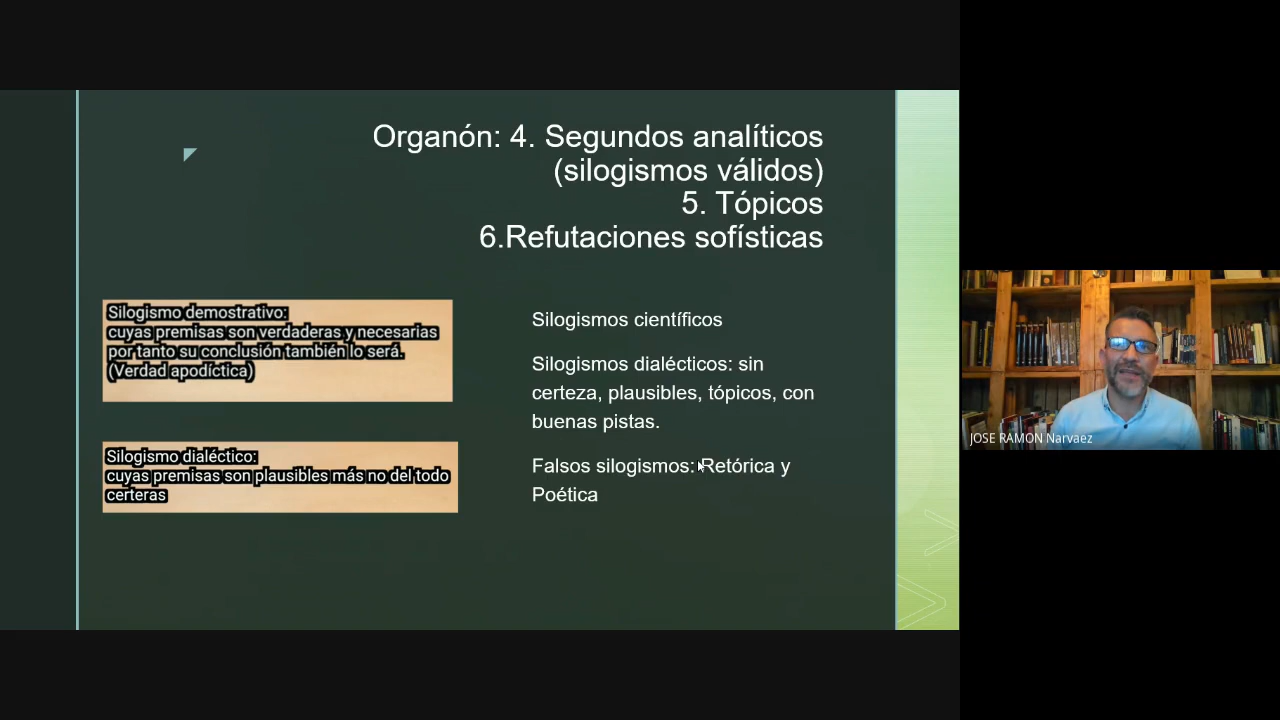 Organón: 4. Segundos analíticos
(silogismos válidos)
5. Tópicos
6.Refutaciones sofísticas
Silogismo demostrativo:
cuyas premisas son verdaderas y necesarias
por tanto su conclusión también lo será.
(Verdad apodíctica)
Silogismo dialéctico:
cuyas premisas son plausibles más no del todo
certeras
Silogismos científicos
Silogismos dialécticos: sin
certeza, plausibles, tópicos, con
buenas pistas.
Falsos silogismos: Retórica y
Poética
JOSE RAMON Narváez